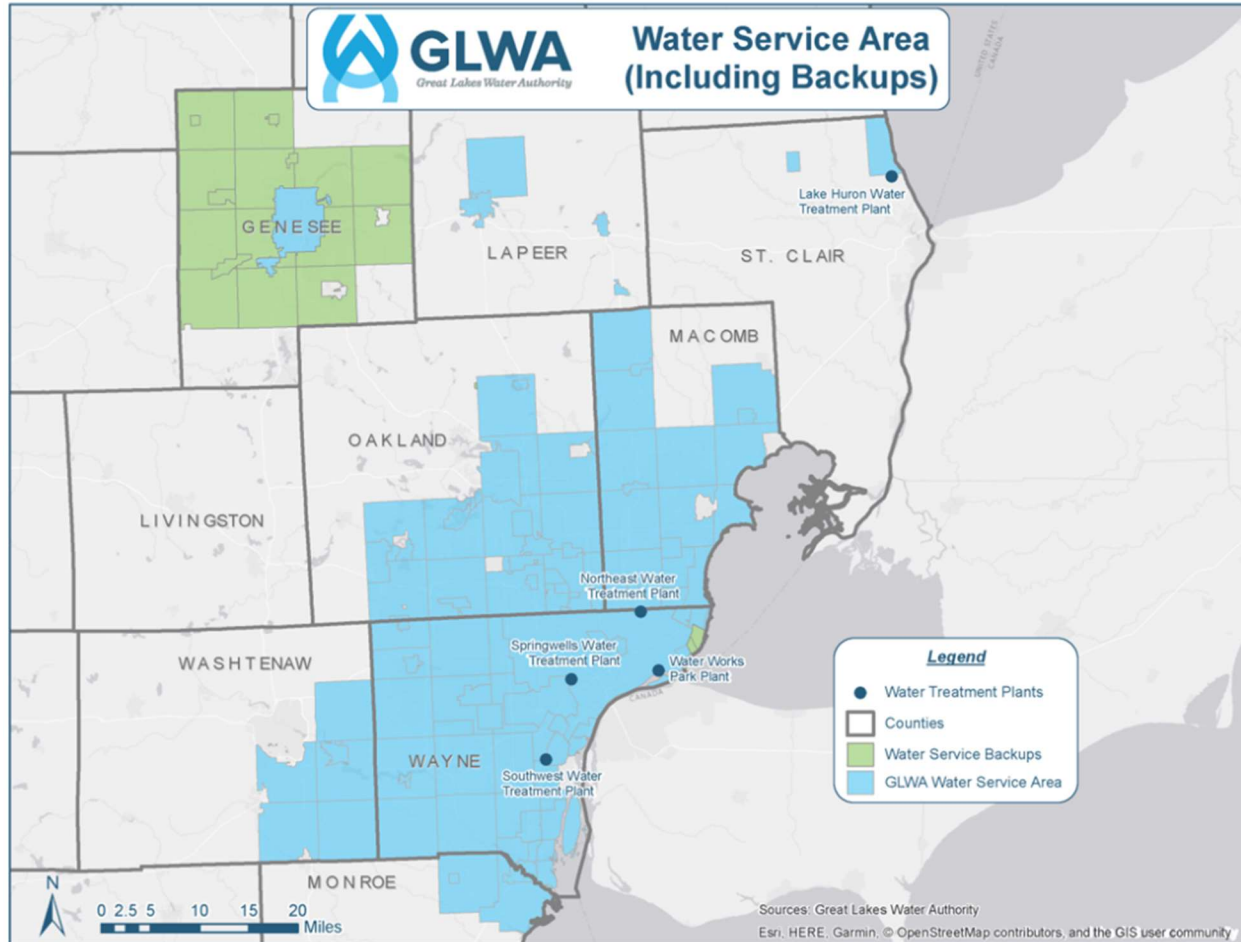 GLWA
Great Lakes Water Authority
Water Service Area
(Including Backups)
UNITED STATES
CANADA
Lake Huron Water
Treatment Plant
GENESEE
LAPEER
ST. CLAIR
MACOMB
OAKLAND
LIVINGSTON
Northeast Water
Treatment Plant
WASHTENAW
Springwells Water
Treatment Plant
Water Works
Park Plant
CANADA
WAYNE
Southwest Water
Treatment Plant
MONROE
Legend
Water Treatment Plants
Counties
Water Service Backups
GLWA Water Service Area
N
0 2.5 5 10 15 20
Miles
Sources: Great Lakes Water Authority
Esri, HERE, Garmin, © OpenStreetMap contributors, and the GIS user community